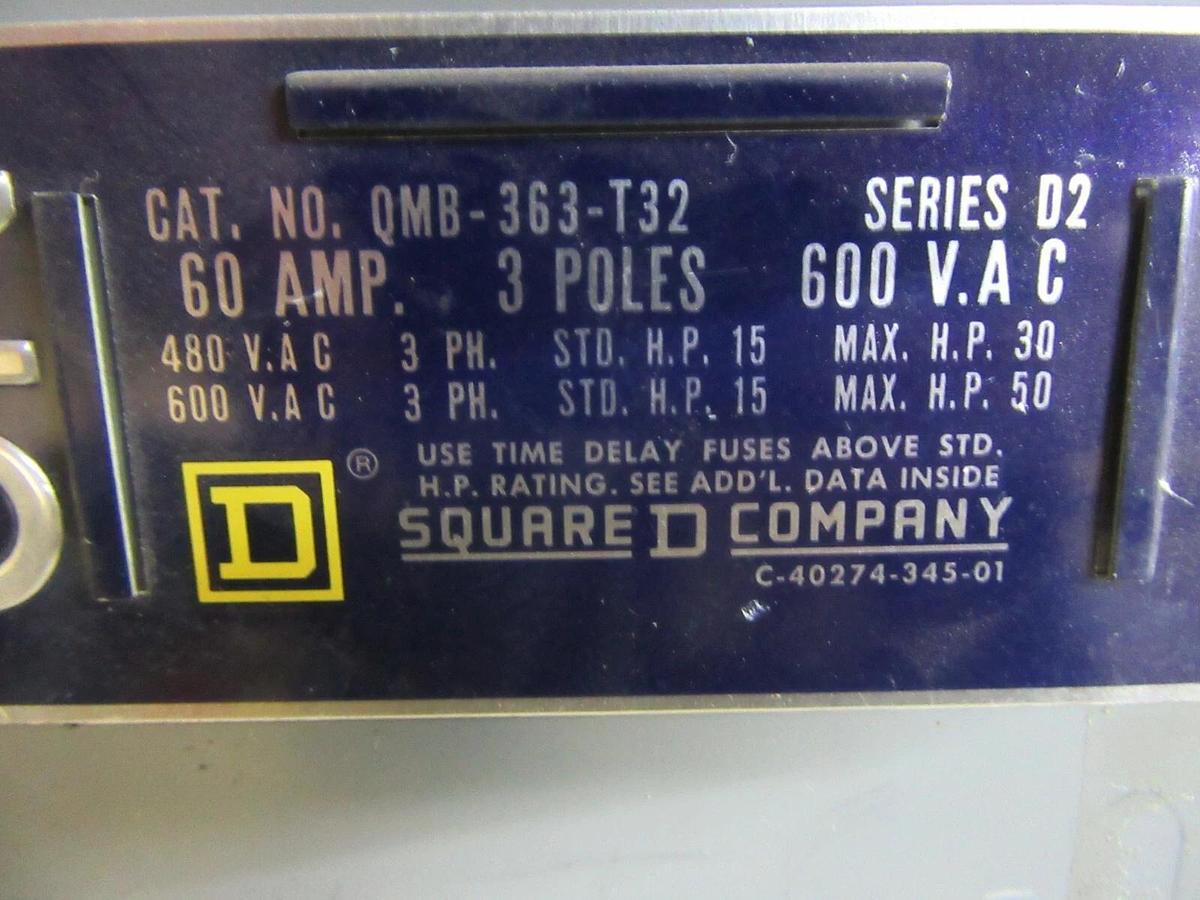 CAT. NO. QMB-363-T32 SERIES D2
60 AMP. 3 POLES 600 V.A C
480 V.A C 3 PH. STD. H.P. 15 MAX. H.P. 30
600 V.A C 3 PH. STD. H.P. 15 MAX. H.P. 50
USE TIME DELAY FUSES ABOVE STD.
H.P. RATING. SEE ADD'L. DATA INSIDE
D ®
SQUARE D COMPANY
C-40274-345-01